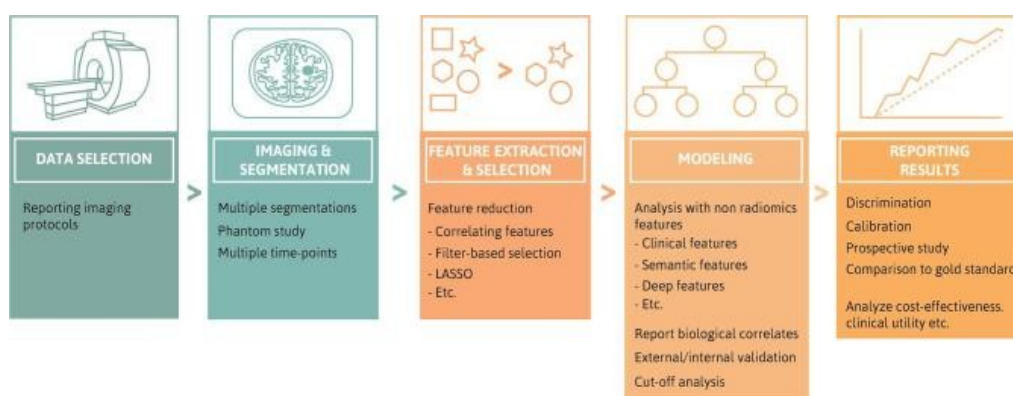 DATA SELECTION
Reporting imaging
protocols
>
IMAGING &
SEGMENTATION
Multiple segmentations
Phantom study
Multiple time-points
>
>
FEATURE EXTRACTION
& SELECTION
Feature reduction
- Correlating features
- Filter-based selection
- LASSO
- Etc.
>
MODELING
Analysis with non radiomics
features
- Clinical features
- Semantic features
- Deep features
- Etc.
Report biological correlates
External/internal validation
Cut-off analysis
>
REPORTING
RESULTS
Discrimination
Calibration
Prospective study
Comparison to gold standard
Analyze cost-effectiveness.
clinical utility etc.